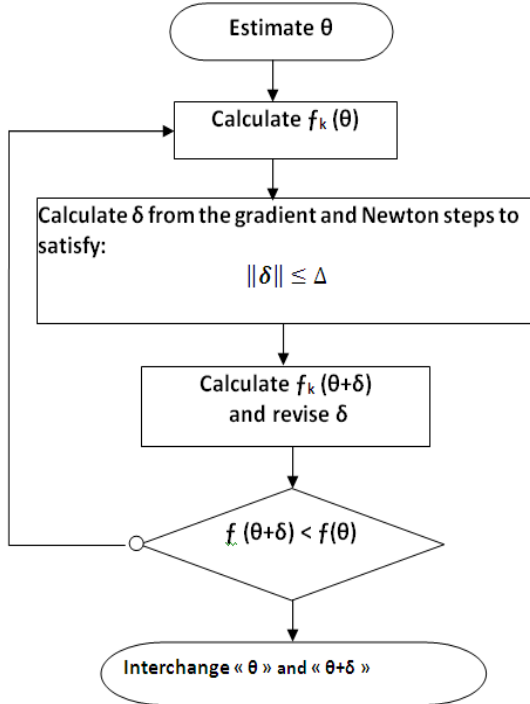 Estimate θ
Calculate fₖ (θ)
Calculate δ from the gradient and Newton steps to
satisfy:
‖δ‖ ≤ Δ
Calculate fₖ (θ+δ)
and revise δ
f (θ+δ) < f(θ)
Interchange « θ » and « θ+δ »